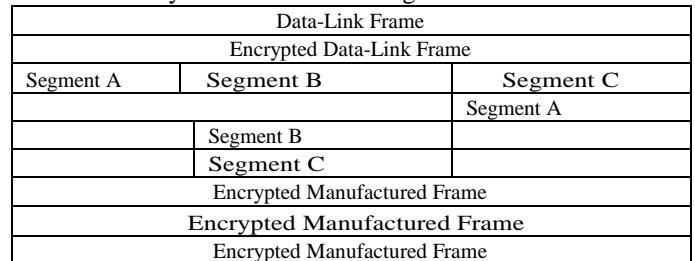 Data-Link Frame
Encrypted Data-Link Frame
Segment A Segment B Segment C
Segment A
Segment B
Segment C
Encrypted Manufactured Frame
Encrypted Manufactured Frame
Encrypted Manufactured Frame